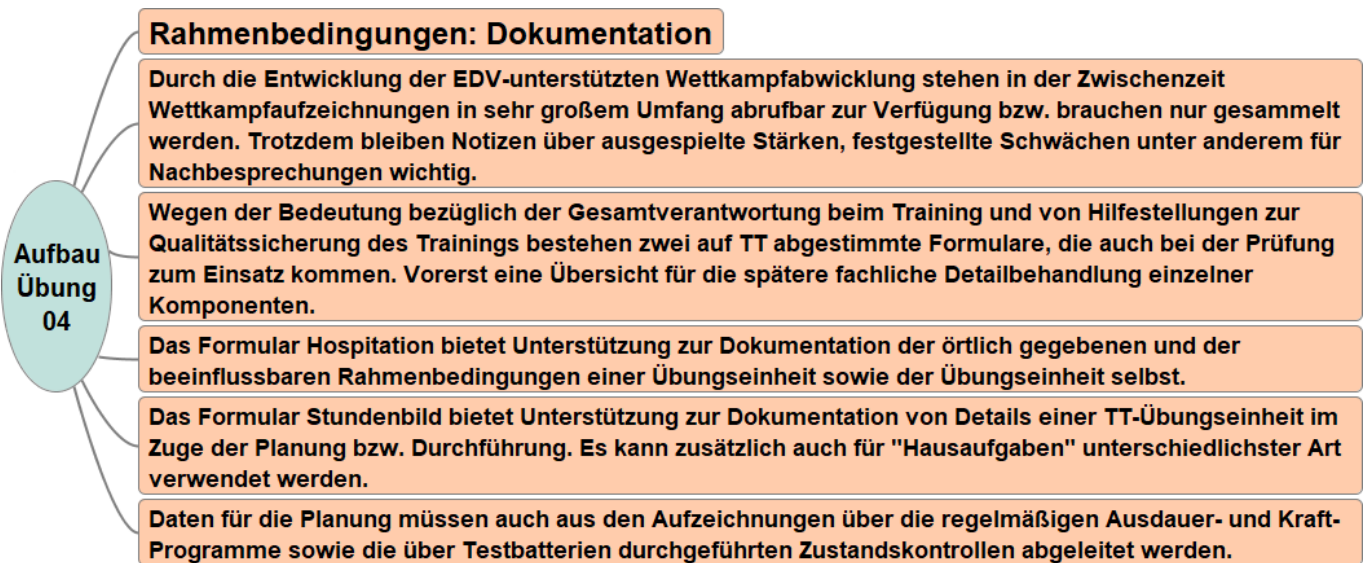 Rahmenbedingungen: Dokumentation
Durch die Entwicklung der EDV-unterstützten Wettkampfabwicklung stehen in der Zwischenzeit
Wettkampfaufzeichnungen in sehr großem Umfang abrufbar zur Verfügung bzw. brauchen nur gesammelt
werden. Trotzdem bleiben Notizen über ausgespielte Stärken, festgestellte Schwächen unter anderem für
Nachbesprechungen wichtig.
Wegen der Bedeutung bezüglich der Gesamtverantwortung beim Training und von Hilfestellungen zur
Qualitätssicherung des Trainings bestehen zwei auf TT abgestimmte Formulare, die auch bei der Prüfung
zum Einsatz kommen. Vorerst eine Übersicht für die spätere fachliche Detailbehandlung einzelner
Komponenten.
Aufbau
Übung
04
Das Formular Hospitation bietet Unterstützung zur Dokumentation der örtlich gegebenen und der
beeinflussbaren Rahmenbedingungen einer Übungseinheit sowie der Übungseinheit selbst.
Das Formular Stundenbild bietet Unterstützung zur Dokumentation von Details einer TT-Übungseinheit im
Zuge der Planung bzw. Durchführung. Es kann zusätzlich auch für "Hausaufgaben" unterschiedlichster Art
verwendet werden.
Daten für die Planung müssen auch aus den Aufzeichnungen über die regelmäßigen Ausdauer- und Kraft-
Programme sowie die über Testbatterien durchgeführten Zustandskontrollen abgeleitet werden.